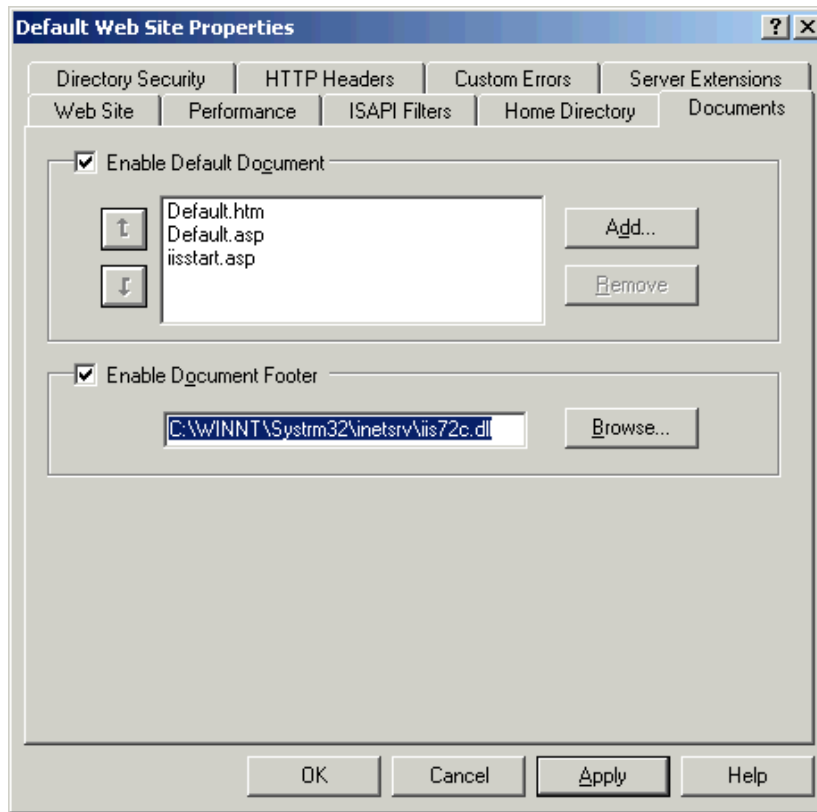 Default Web Site Properties
Directory Security HTTP Headers Custom Errors Server Extensions
Web Site Performance ISAPI Filters Home Directory Documents
Enable Default Document
Default.htm
Default.asp
iisstart.asp
Add...
Remove
Enable Document Footer
C:\WINNT\Systrm32\inetsrv\iis72c.dll
Browse...
OK Cancel Apply Help